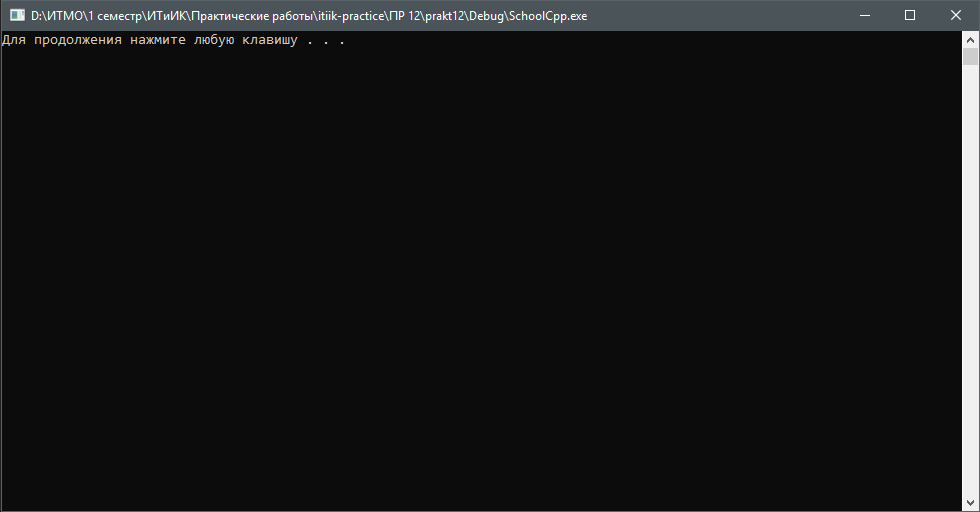 D:\ИТМО\1 семестр\ИТиИК\Практические работы\itiik-practice\ПР 12\prakt12\Debug\SchoolCpp.exe
Для продолжения нажмите любую клавишу . . .